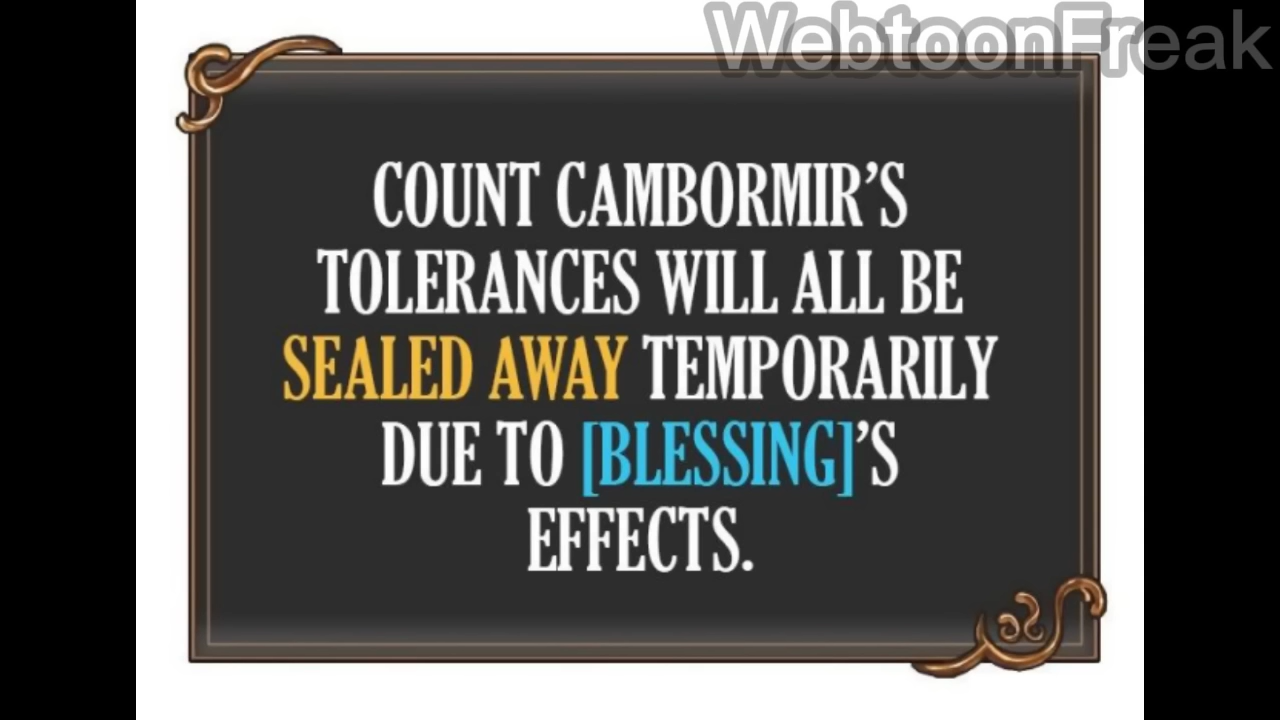 WebtoonFreak
COUNT CAMBORMIR'S
TOLERANCES WILL ALL BE
SEALED AWAY TEMPORARILY
DUE TO [BLESSING]'S
EFFECTS.